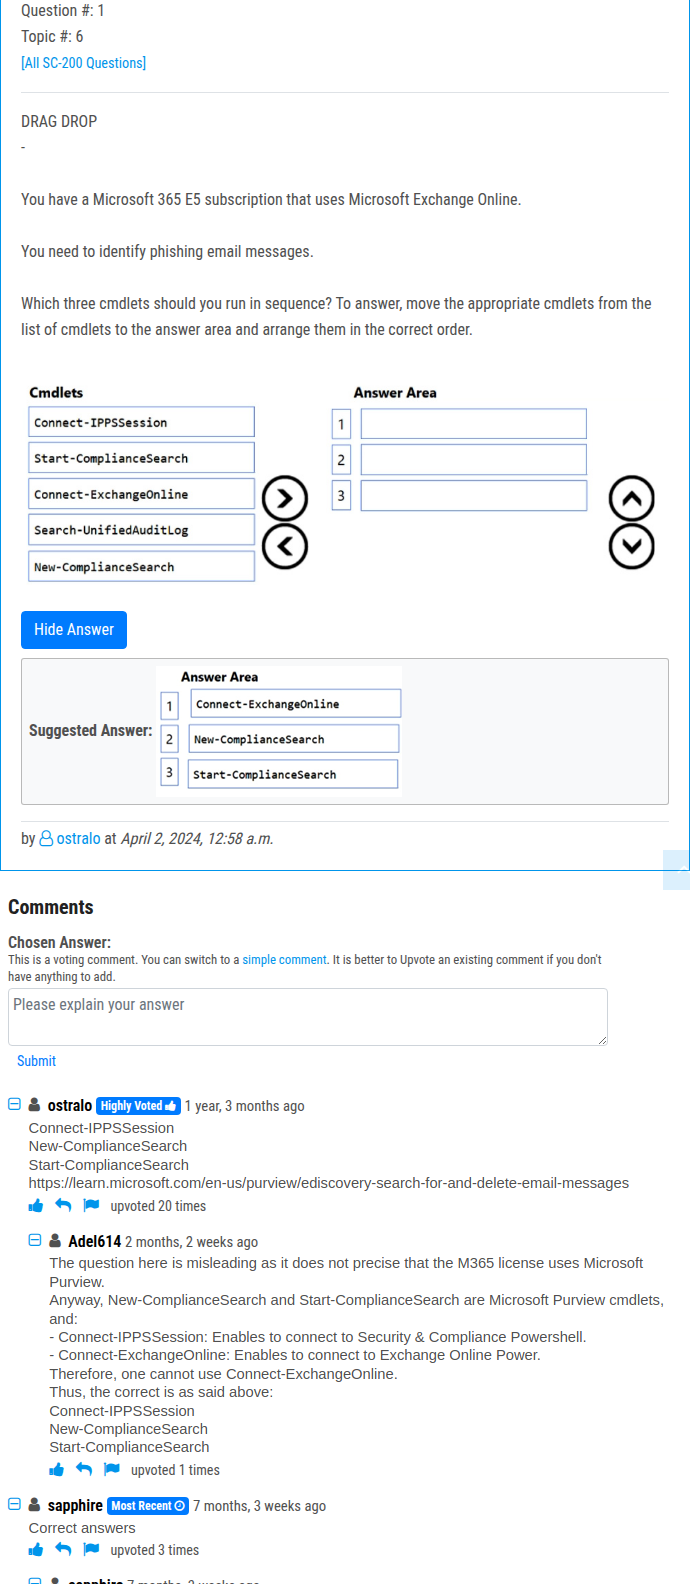 Question #: 1
Topic #: 6
[All SC-200 Questions]
DRAG DROP
-
You have a Microsoft 365 E5 subscription that uses Microsoft Exchange Online.
You need to identify phishing email messages.
Which three cmdlets should you run in sequence? To answer, move the appropriate cmdlets from the
list of cmdlets to the answer area and arrange them in the correct order.
Cmdlets
Connect-IPPSSession
Start-ComplianceSearch
Connect-ExchangeOnline
Search-UnifiedAuditLog
New-ComplianceSearch
Answer Area
1
2
3
Hide Answer
Suggested Answer:
Answer Area
1 Connect-ExchangeOnline
2 New-ComplianceSearch
3 Start-ComplianceSearch
by ostralo at April 2, 2024, 12:58 a.m.
Comments
Chosen Answer:
This is a voting comment. You can switch to a simple comment. It is better to Upvote an existing comment if you don't
have anything to add.
Please explain your answer
Submit
ostralo Highly Voted 1 year, 3 months ago
Connect-IPPSSession
New-ComplianceSearch
Start-ComplianceSearch
https://learn.microsoft.com/en-us/purview/ediscovery-search-for-and-delete-email-messages
upvoted 20 times
Adel614 2 months, 2 weeks ago
The question here is misleading as it does not precise that the M365 license uses Microsoft
Purview.
Anyway, New-ComplianceSearch and Start-ComplianceSearch are Microsoft Purview cmdlets,
and:
- Connect-IPPSSession: Enables to connect to Security & Compliance Powershell.
- Connect-ExchangeOnline: Enables to connect to Exchange Online Power.
Therefore, one cannot use Connect-ExchangeOnline.
Thus, the correct is as said above:
Connect-IPPSSession
New-ComplianceSearch
Start-ComplianceSearch
upvoted 1 times
sapphire Most Recent 7 months, 3 weeks ago
Correct answers
upvoted 3 times